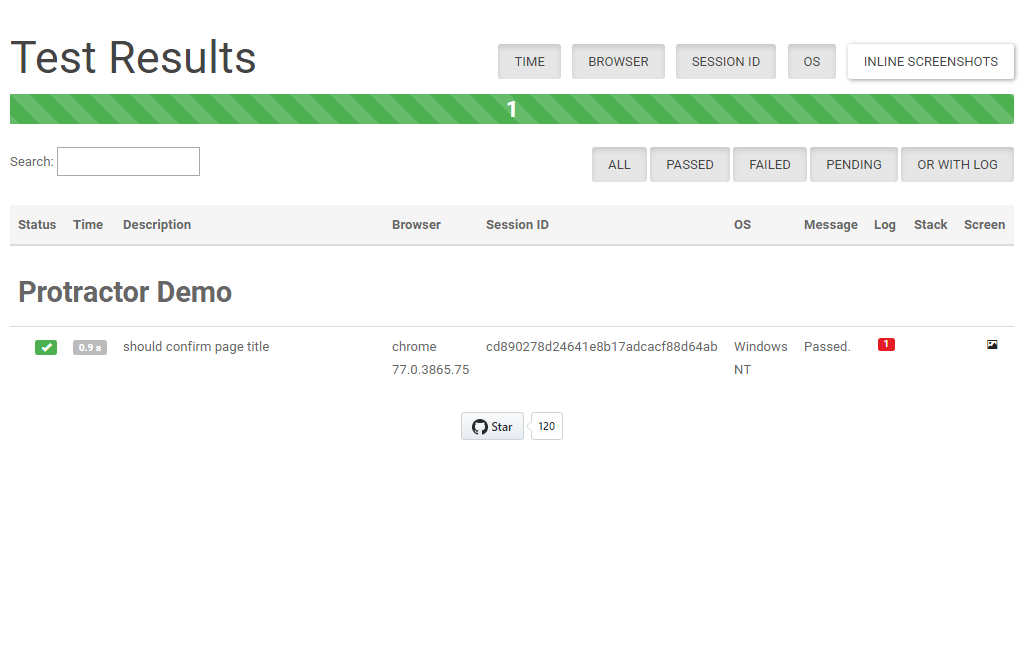 Test Results
TIME BROWSER SESSION ID OS INLINE SCREENSHOTS
1
Search:
ALL PASSED FAILED PENDING OR WITH LOG
Status Time Description Browser Session ID OS Message Log Stack Screen
Protractor Demo
0.9 s should confirm page title chrome cd890278d24641e8b17adcacf88d64ab Windows Passed. 1
77.0.3865.75 NT
Star 120